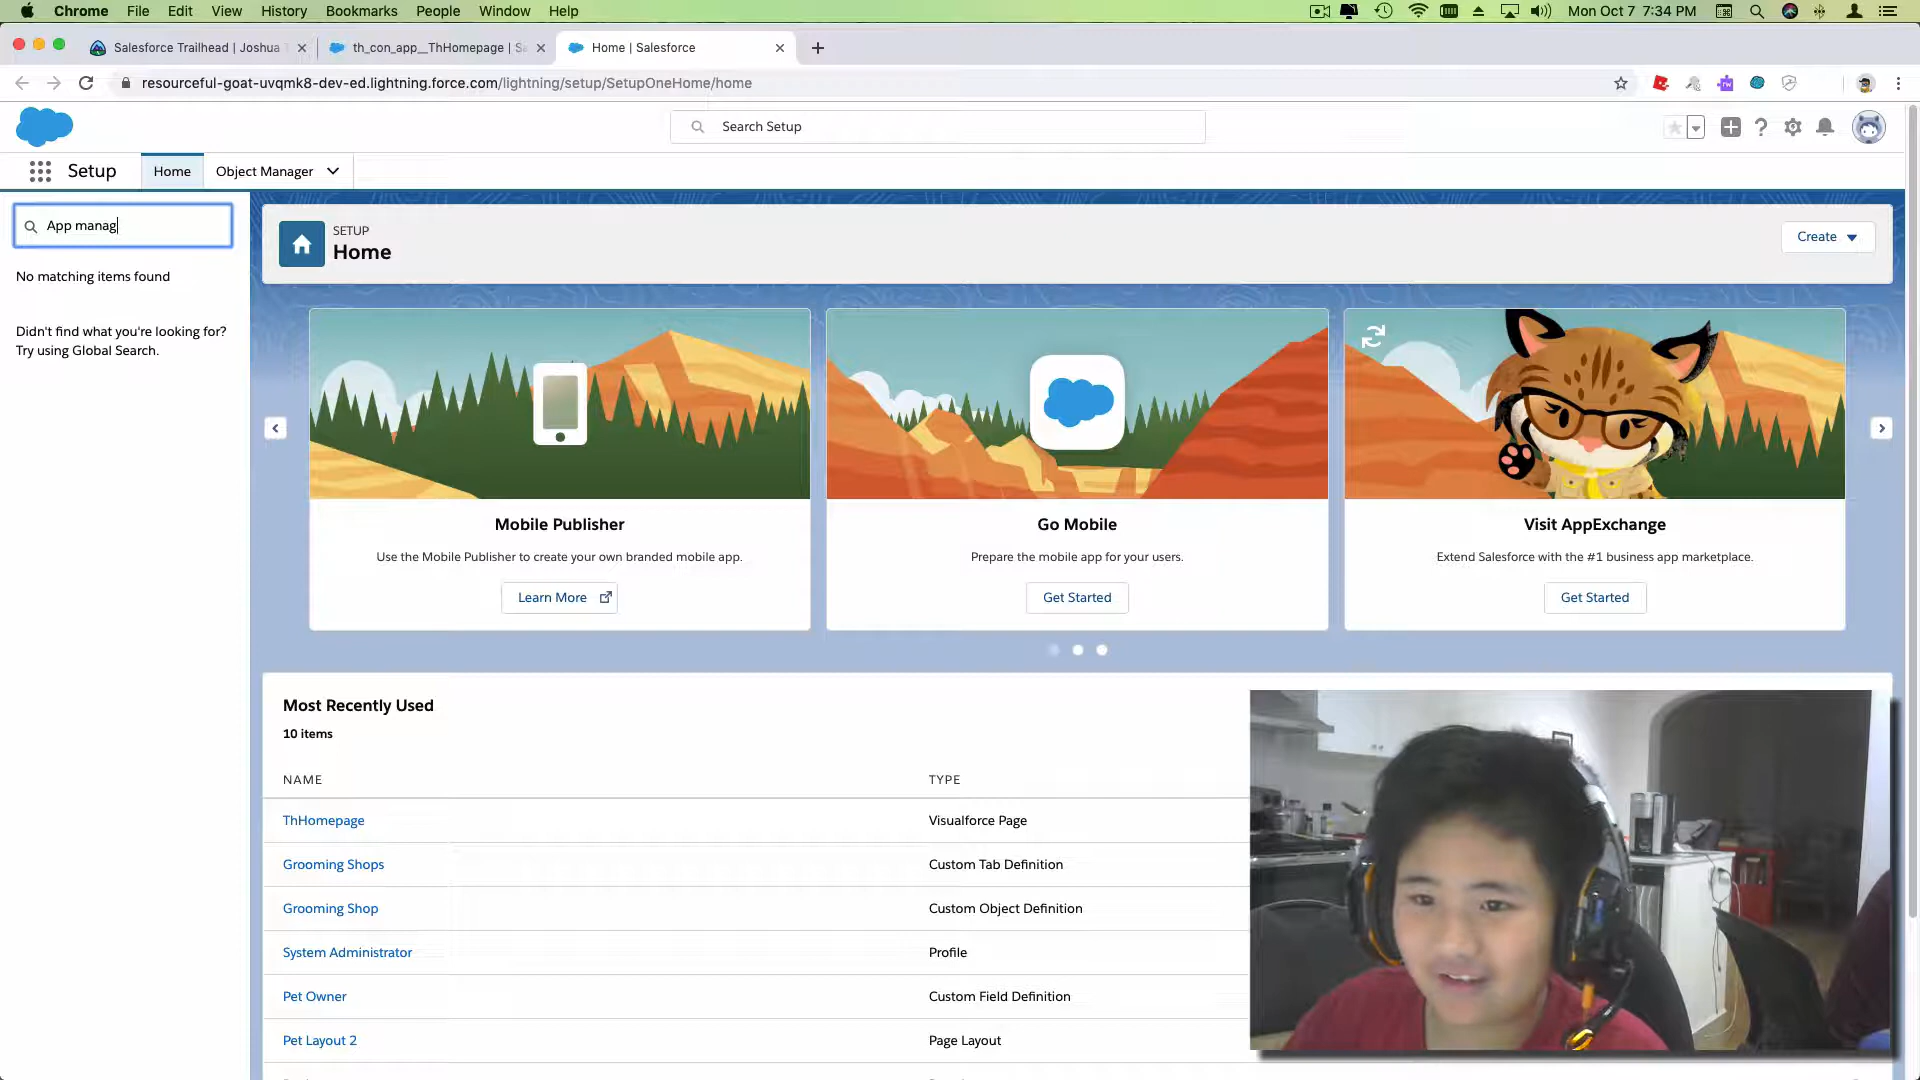 Chrome File Edit View History Bookmarks People Window Help
Mon Oct 7 7:34 PM
Salesforce Trailhead | Joshua
th_con_app__ThHomepage | Sa
Home | Salesforce
resourceful-goat-uvqmk8-dev-ed.lightning.force.com/lightning/setup/SetupOneHome/home
Search Setup
Setup
Home
Object Manager
App manag
No matching items found
Didn't find what you're looking for?
Try using Global Search.
SETUP
Home
Create
Mobile Publisher
Use the Mobile Publisher to create your own branded mobile app.
Learn More
Go Mobile
Prepare the mobile app for your users.
Get Started
Visit AppExchange
Extend Salesforce with the #1 business app marketplace.
Get Started
Most Recently Used
10 items
NAME TYPE
ThHomepage Visualforce Page
Grooming Shops Custom Tab Definition
Grooming Shop Custom Object Definition
System Administrator Profile
Pet Owner Custom Field Definition
Pet Layout 2 Page Layout